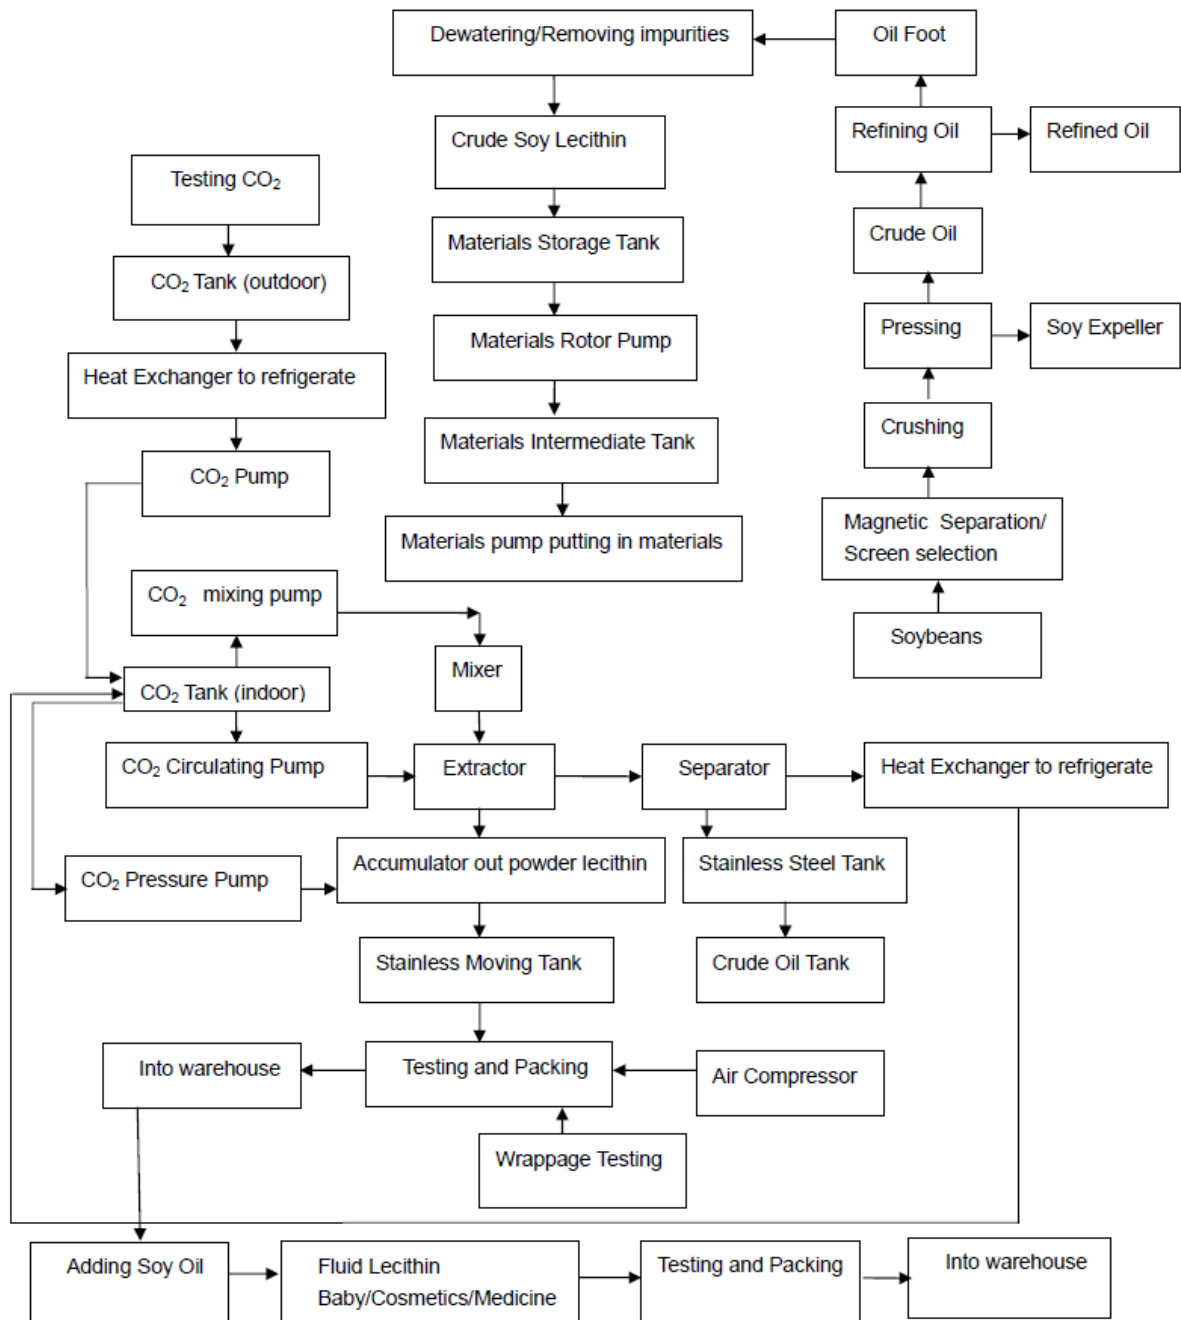 Dewatering/Removing impurities
Oil Foot
Crude Soy Lecithin
Refining Oil
Refined Oil
Testing CO₂
Materials Storage Tank
Crude Oil
CO₂ Tank (outdoor)
Materials Rotor Pump
Pressing
Soy Expeller
Heat Exchanger to refrigerate
Materials Intermediate Tank
Crushing
CO₂ Pump
Materials pump putting in materials
Magnetic Separation/
Screen selection
CO₂ mixing pump
Soybeans
Mixer
CO₂ Tank (indoor)
CO₂ Circulating Pump
Extractor
Separator
Heat Exchanger to refrigerate
CO₂ Pressure Pump
Accumulator out powder lecithin
Stainless Steel Tank
Stainless Moving Tank
Crude Oil Tank
Into warehouse
Testing and Packing
Air Compressor
Wrappage Testing
Adding Soy Oil
Fluid Lecithin
Baby/Cosmetics/Medicine
Testing and Packing
Into warehouse